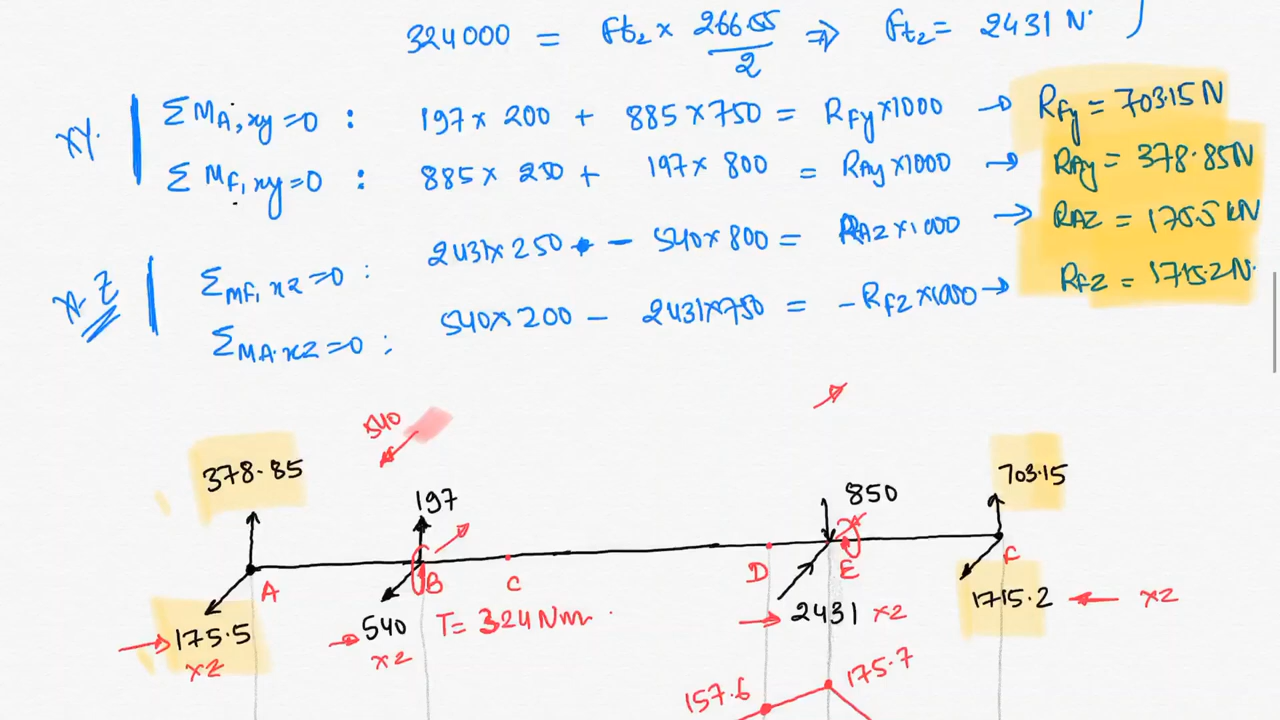 324000 = Ft2 × 266.55/2 ⇒ Ft2 = 2431 N
XY. ΣMA,xy=0 : 197 × 200 + 885 × 750 = RFy × 1000 → RFy = 703.15 N
ΣMF,xy=0 : 885 × 250 + 197 × 800 = RAy × 1000 → RAy = 378.85 N
X-Z ΣMF, xz=0 : 2431 × 250 - 540 × 800 = RAZ × 1000 → RAZ = 175.5 kN
ΣMA.xz=0 : 540 × 200 - 2431 × 750 = -RFZ × 1000 → RFZ = 1715.2 N.
540
378.85 197 850 703.15
A B C D E F
175.5 540 T= 324 Nm. 2431 xz 1715.2 ← xz
xz xz
157.6 175.7